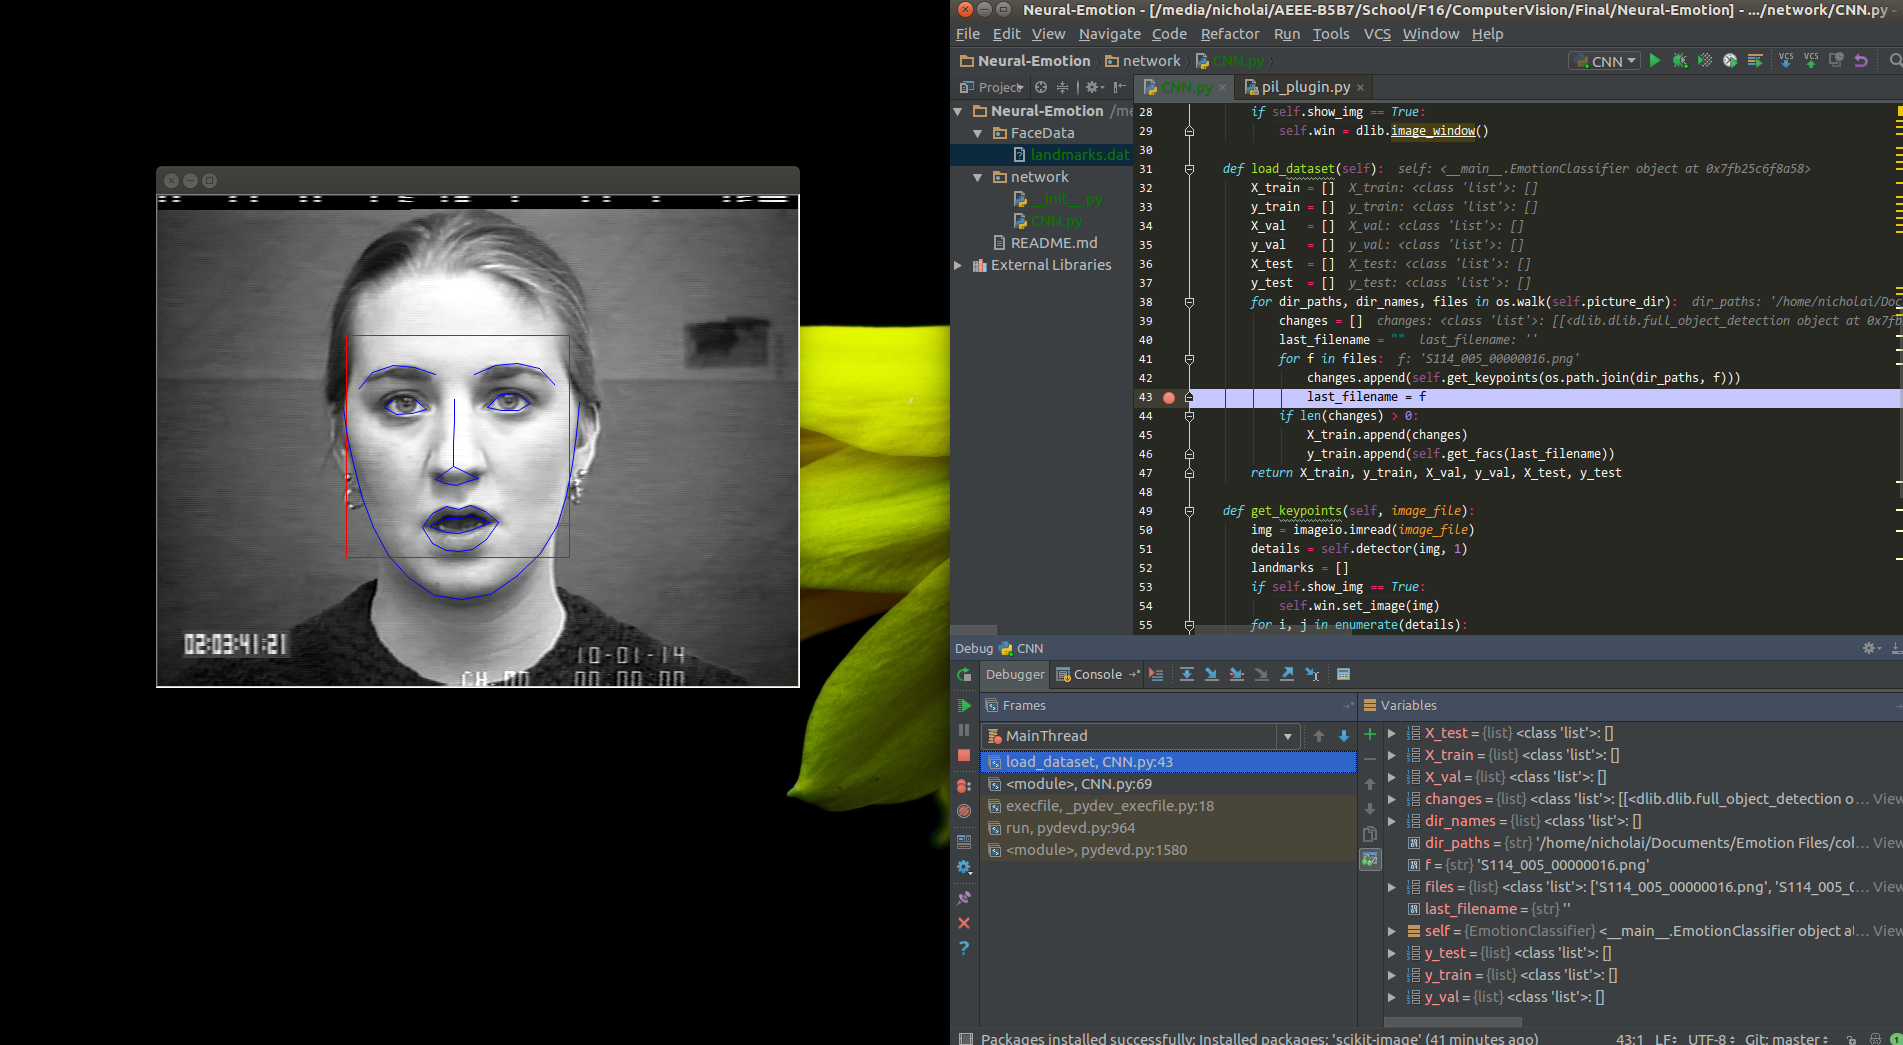 02:03:41:21
10-01-14
CH.00 00:00:00
Neural-Emotion - [/media/nicholai/AEEE-B5B7/School/F16/ComputerVision/Final/Neural-Emotion] - .../network/CNN.py -
File Edit View Navigate Code Refactor Run Tools VCS Window Help
Neural-Emotion network CNN.py CNN VCS VCS
Project CNN.py × pil_plugin.py ×
Neural-Emotion /me
FaceData
landmarks.dat
network
__init__.py
CNN.py
README.md
External Libraries
28 if self.show_img == True:
29 self.win = dlib.image_window()
30
31 def load_dataset(self): self: <__main__.EmotionClassifier object at 0x7fb25c6f8a58>
32 X_train = [] X_train: <class 'list'>: []
33 y_train = [] y_train: <class 'list'>: []
34 X_val = [] X_val: <class 'list'>: []
35 y_val = [] y_val: <class 'list'>: []
36 X_test = [] X_test: <class 'list'>: []
37 y_test = [] y_test: <class 'list'>: []
38 for dir_paths, dir_names, files in os.walk(self.picture_dir): dir_paths: '/home/nicholai/Doc
39 changes = [] changes: <class 'list'>: [[<dlib.dlib.full_object_detection object at 0x7fb
40 last_filename = "" last_filename: ''
41 for f in files: f: 'S114_005_00000016.png'
42 changes.append(self.get_keypoints(os.path.join(dir_paths, f)))
43 last_filename = f
44 if len(changes) > 0:
45 X_train.append(changes)
46 y_train.append(self.get_facs(last_filename))
47 return X_train, y_train, X_val, y_val, X_test, y_test
48
49 def get_keypoints(self, image_file):
50 img = imageio.imread(image_file)
51 details = self.detector(img, 1)
52 landmarks = []
53 if self.show_img == True:
54 self.win.set_image(img)
55 for i, j in enumerate(details):
Debug CNN
Debugger Console
Frames
MainThread
load_dataset, CNN.py:43
<module>, CNN.py:69
execfile, _pydev_execfile.py:18
run, pydevd.py:964
<module>, pydevd.py:1580
Variables
X_test = {list} <class 'list'>: []
X_train = {list} <class 'list'>: []
X_val = {list} <class 'list'>: []
changes = {list} <class 'list'>: [[<dlib.dlib.full_object_detection o... View
dir_names = {list} <class 'list'>: []
dir_paths = {str} '/home/nicholai/Documents/Emotion Files/col... View
f = {str} 'S114_005_00000016.png'
files = {list} <class 'list'>: ['S114_005_00000016.png', 'S114_005_0... View
last_filename = {str} ''
self = {EmotionClassifier} <__main__.EmotionClassifier object at... View
y_test = {list} <class 'list'>: []
y_train = {list} <class 'list'>: []
y_val = {list} <class 'list'>: []
Packages installed successfully: Installed packages: 'scikit-image' (41 minutes ago) 43:1 LF UTF-8 Git: master